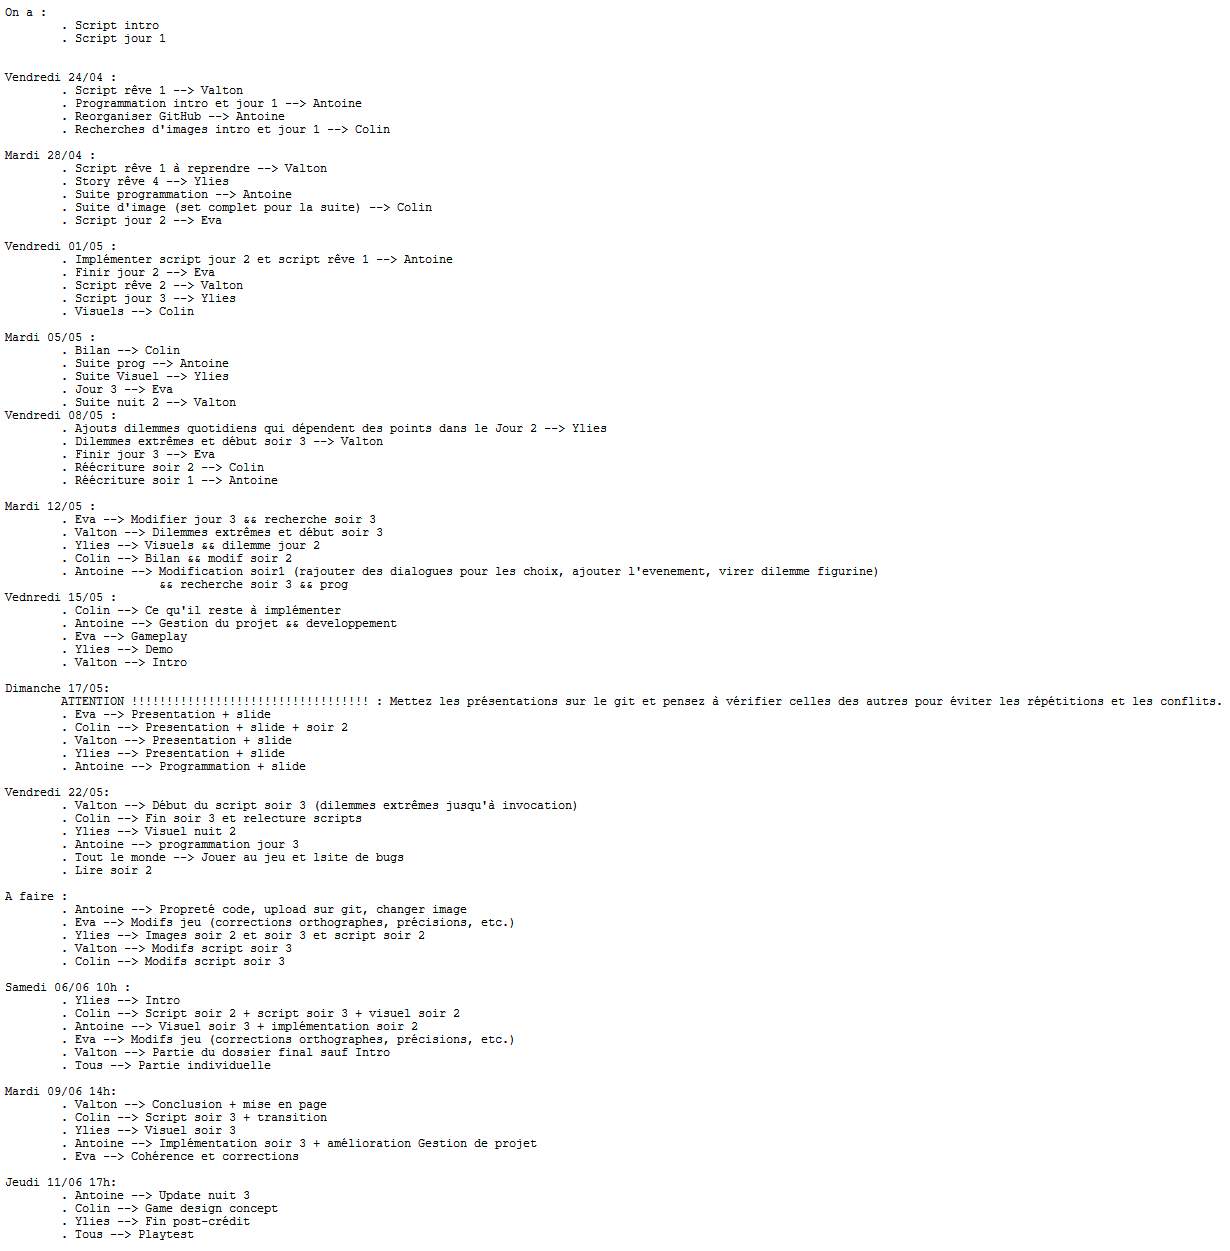 On a :
. Script intro
. Script jour 1
Vendredi 24/04 :
. Script rêve 1 --> Valton
. Programmation intro et jour 1 --> Antoine
. Reorganiser GitHub --> Antoine
. Recherches d'images intro et jour 1 --> Colin
Mardi 28/04 :
. Script rêve 1 à reprendre --> Valton
. Story rêve 4 --> Ylies
. Suite programmation --> Antoine
. Suite d'image (set complet pour la suite) --> Colin
. Script jour 2 --> Eva
Vendredi 01/05 :
. Implémenter script jour 2 et script rêve 1 --> Antoine
. Finir jour 2 --> Eva
. Script rêve 2 --> Valton
. Script jour 3 --> Ylies
. Visuels --> Colin
Mardi 05/05 :
. Bilan --> Colin
. Suite prog --> Antoine
. Suite Visuel --> Ylies
. Jour 3 --> Eva
. Suite nuit 2 --> Valton
Vendredi 08/05 :
. Ajouts dilemmes quotidiens qui dépendent des points dans le Jour 2 --> Ylies
. Dilemmes extrêmes et début soir 3 --> Valton
. Finir jour 3 --> Eva
. Réécriture soir 2 --> Colin
. Réécriture soir 1 --> Antoine
Mardi 12/05 :
. Eva --> Modifier jour 3 && recherche soir 3
. Valton --> Dilemmes extrêmes et début soir 3
. Ylies --> Visuels && dilemme jour 2
. Colin --> Bilan && modif soir 2
. Antoine --> Modification soir1 (rajouter des dialogues pour les choix, ajouter l'evenement, virer dilemme figurine)
&& recherche soir 3 && prog
Vednredi 15/05 :
. Colin --> Ce qu'il reste à implémenter
. Antoine --> Gestion du projet && developpement
. Eva --> Gameplay
. Ylies --> Demo
. Valton --> Intro
Dimanche 17/05:
ATTENTION !!!!!!!!!!!!!!!!!!!!!!!!!!!!!!!!!! : Mettez les présentations sur le git et pensez à vérifier celles des autres pour éviter les répétitions et les conflits.
. Eva --> Presentation + slide
. Colin --> Presentation + slide + soir 2
. Valton --> Presentation + slide
. Ylies --> Presentation + slide
. Antoine --> Programmation + slide
Vendredi 22/05:
. Valton --> Début du script soir 3 (dilemmes extrêmes jusqu'à invocation)
. Colin --> Fin soir 3 et relecture scripts
. Ylies --> Visuel nuit 2
. Antoine --> programmation jour 3
. Tout le monde --> Jouer au jeu et lsite de bugs
. Lire soir 2
A faire :
. Antoine --> Propreté code, upload sur git, changer image
. Eva --> Modifs jeu (corrections orthographes, précisions, etc.)
. Ylies --> Images soir 2 et soir 3 et script soir 2
. Valton --> Modifs script soir 3
. Colin --> Modifs script soir 3
Samedi 06/06 10h :
. Ylies --> Intro
. Colin --> Script soir 2 + script soir 3 + visuel soir 2
. Antoine --> Visuel soir 3 + implémentation soir 2
. Eva --> Modifs jeu (corrections orthographes, précisions, etc.)
. Valton --> Partie du dossier final sauf Intro
. Tous --> Partie individuelle
Mardi 09/06 14h:
. Valton --> Conclusion + mise en page
. Colin --> Script soir 3 + transition
. Ylies --> Visuel soir 3
. Antoine --> Implémentation soir 3 + amélioration Gestion de projet
. Eva --> Cohérence et corrections
Jeudi 11/06 17h:
. Antoine --> Update nuit 3
. Colin --> Game design concept
. Ylies --> Fin post-crédit
. Tous --> Playtest